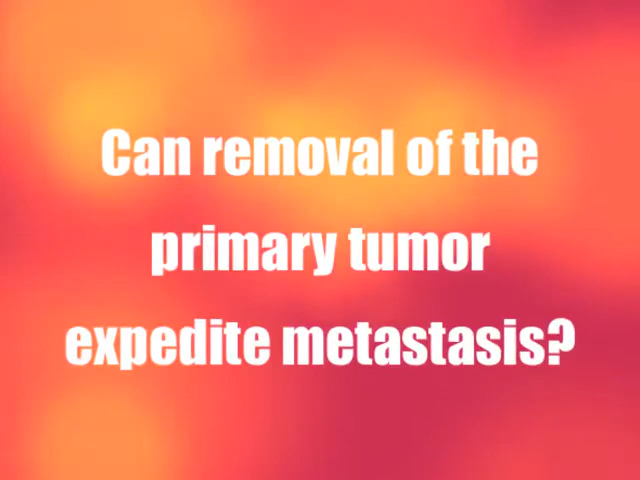 Can removal of the
primary tumor
expedite metastasis?